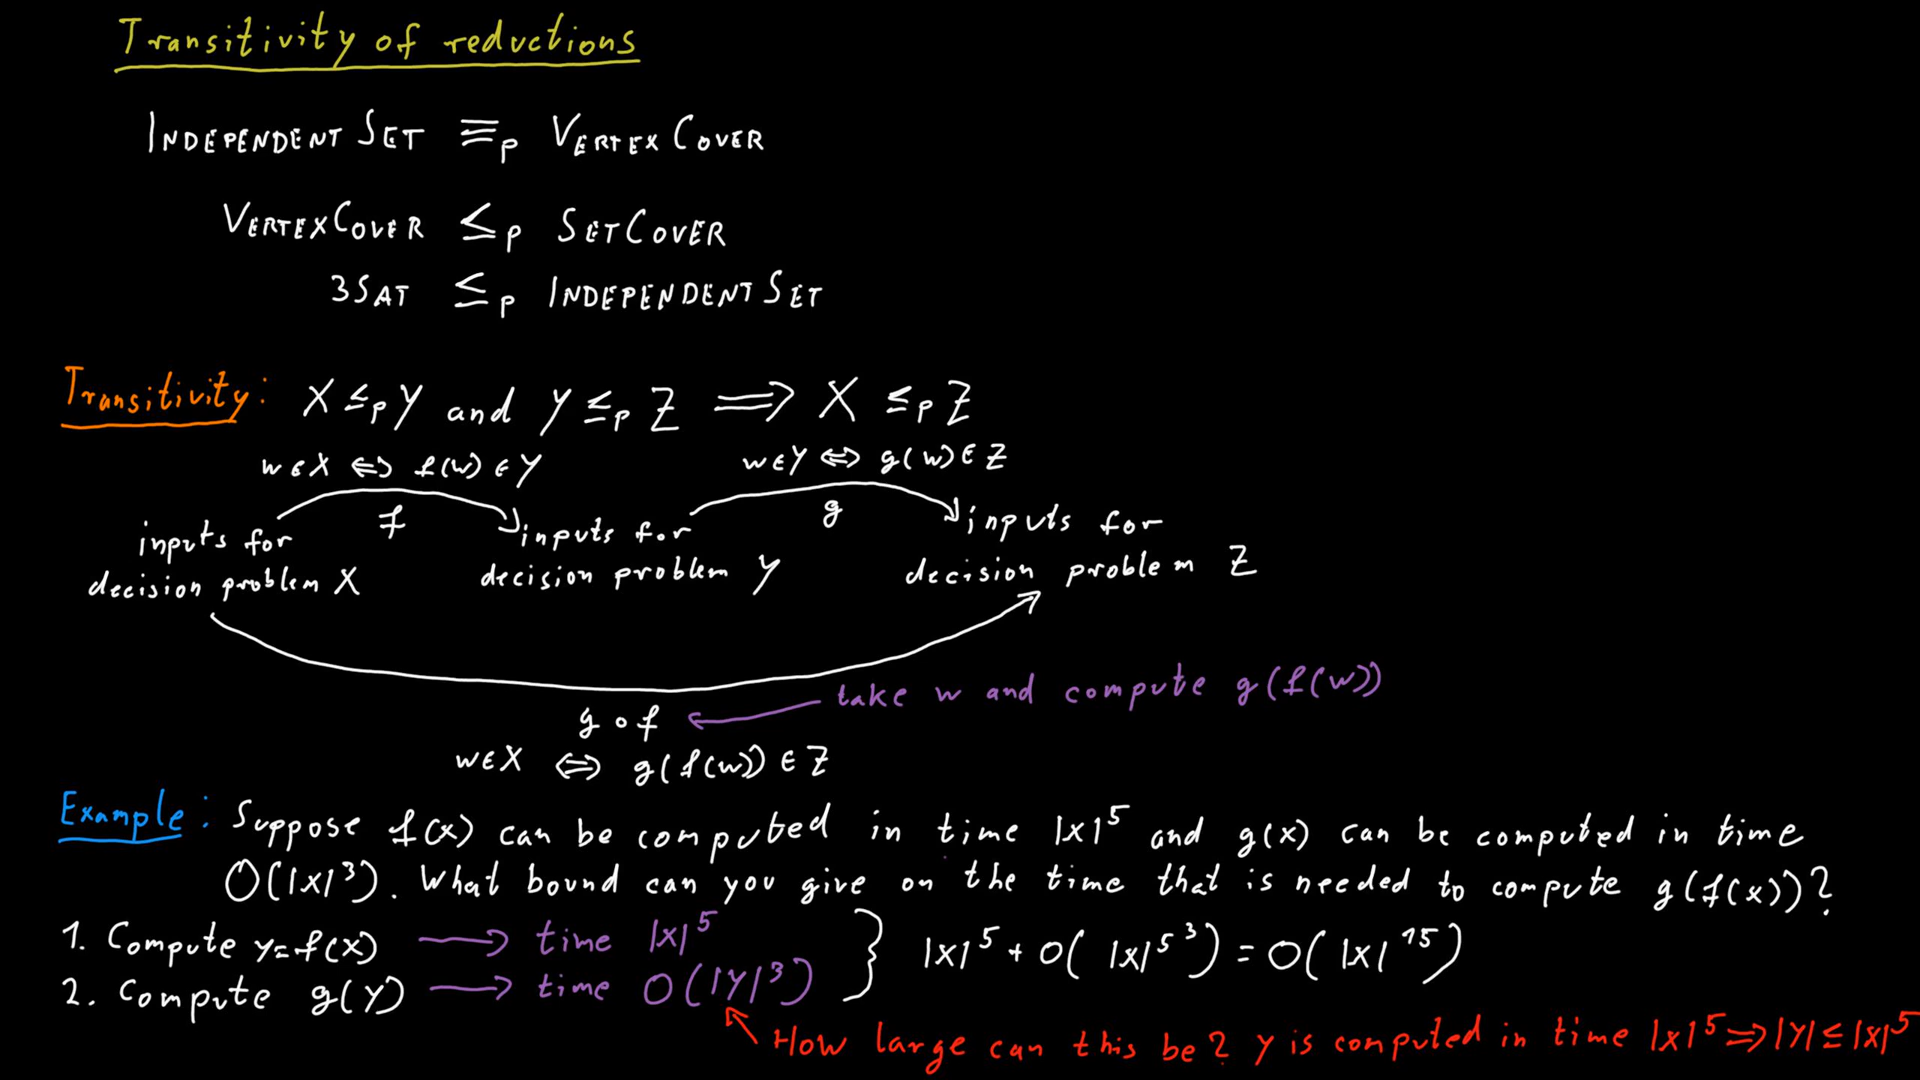 Transitivity of reductions
INDEPENDENT SET ≡p VERTEX COVER
VERTEXCOVER ≤p SETCOVER
3SAT ≤p INDEPENDENT SET
Transitivity: X ≤p Y and Y ≤p Z ⟹ X ≤p Z
w∈X ⇔ f(w)∈Y w∈Y ⇔ g(w)∈Z
f g
inputs for inputs for inputs for
decision problem X decision problem Y decision problem Z
take w and compute g(f(w))
g∘f
w∈X ⇔ g(f(w))∈Z
Example: Suppose f(x) can be computed in time |x|^5 and g(x) can be computed in time
O(|x|^3). What bound can you give on the time that is needed to compute g(f(x))?
1. Compute y=f(x) → time |x|^5 } |x|^5 + O(|x|^5^3) = O(|x|^15)
2. Compute g(y) → time O(|y|^3)
How large can this be? y is computed in time |x|^5 ⇒ |y| ≤ |x|^5